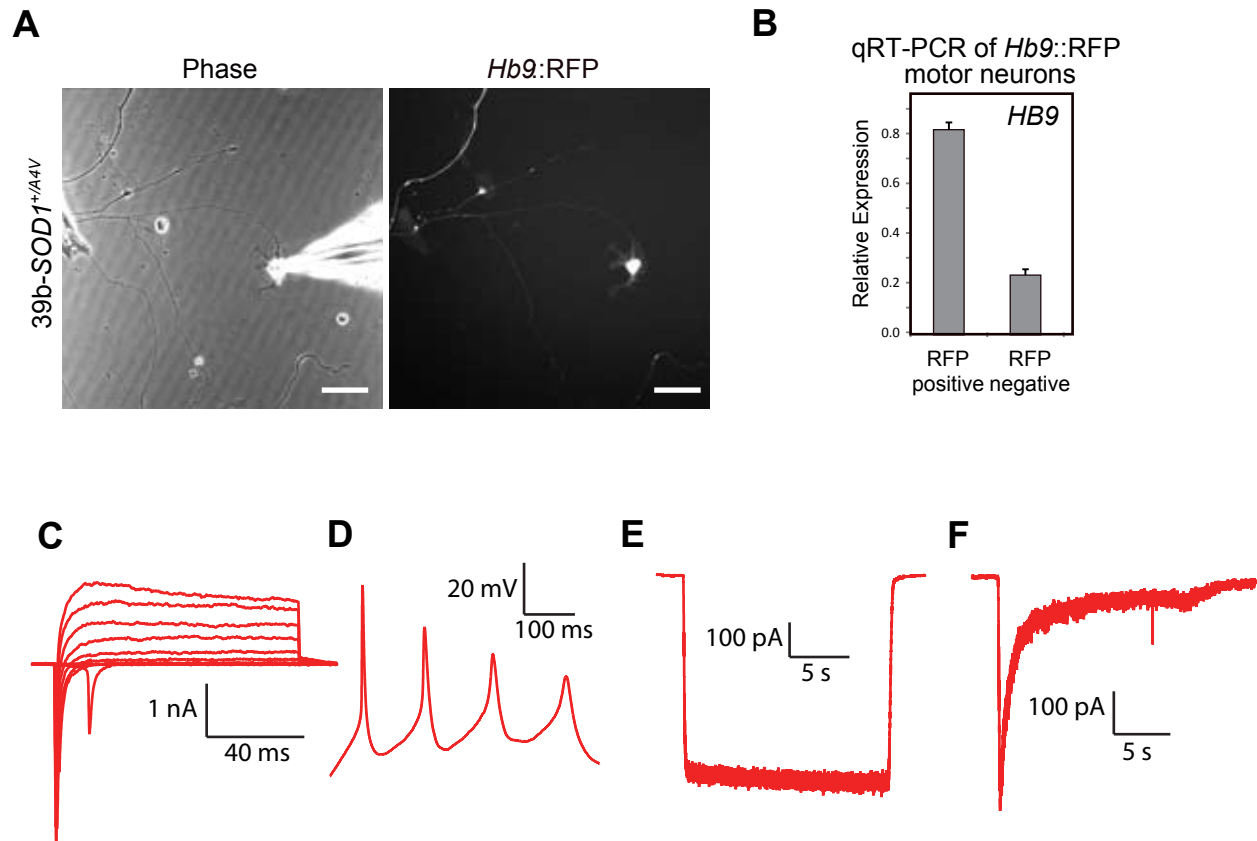 A
Phase
Hb9::RFP
39b-SOD1+/A4V
B
qRT-PCR of Hb9::RFP
motor neurons
HB9
Relative Expression
0.8
0.6
0.4
0.2
0.0
RFP
positive
RFP
negative
C
1 nA
40 ms
D
20 mV
100 ms
E
100 pA
5 s
F
100 pA
5 s